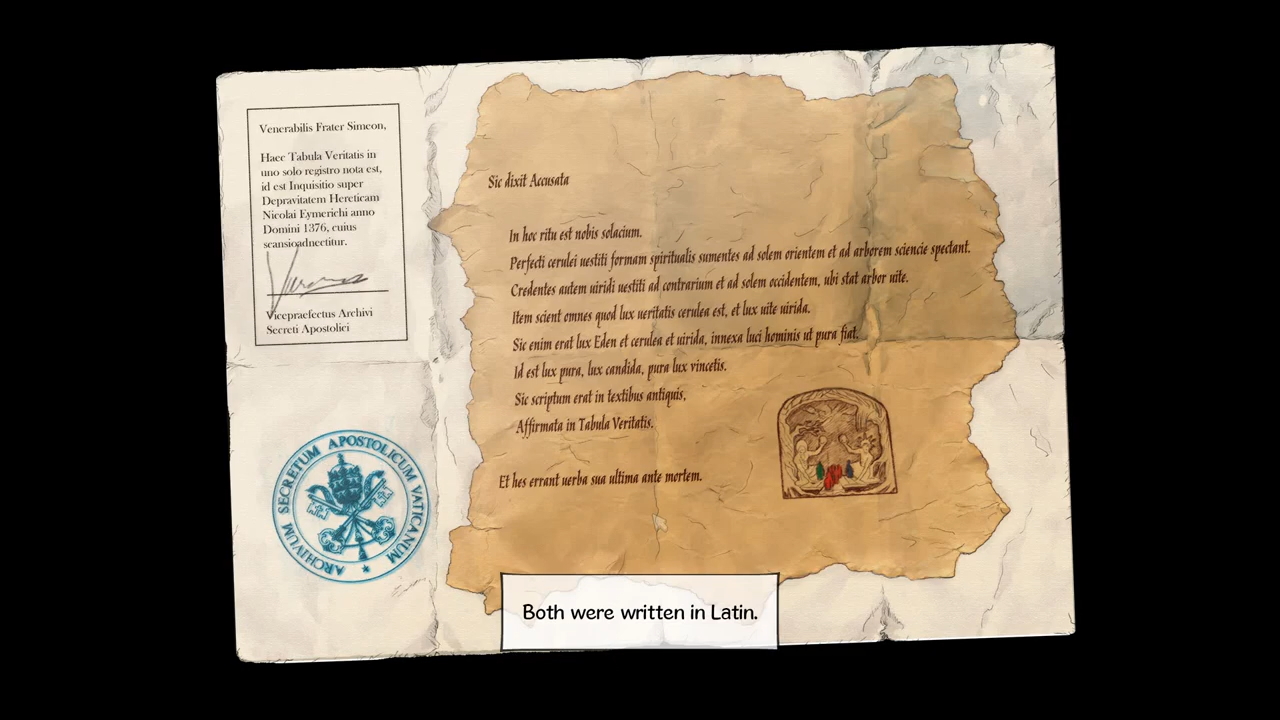 Venerabilis Frater Simeon,
Haec Tabula Veritatis in
uno solo registro nota est,
id est Inquisitio super
Depravitatem Hereticam
Nicolai Eymerichi anno
Domini 1376, cuius
scansioadnectitur.
Vicepraefectus Archivi
Secreti Apostolici
ARCHIVUM SECRETUM APOSTOLICUM VATICANUM
Sic dixit Accusata
In hoc ritu est nobis solacium.
Perfecti cerulei uestiti formam spiritualis sumentes ad solem orientem et ad arborem sciencie spectant.
Credentes autem uiridi uestiti ad contrarium et ad solem occidentem, ubi stat arbor uite.
Item scient omnes quod lux ueritatis cerulea est, et lux uite uirida.
Sic enim erat lux Eden et cerulea et uirida, innexa luci hominis ut pura fiat.
Id est lux pura, lux candida, pura lux vincetis.
Sic scriptum erat in textibus antiquis,
Affirmata in Tabula Veritatis.
Et hes errant uerba sua ultima ante mortem.
Both were written in Latin.